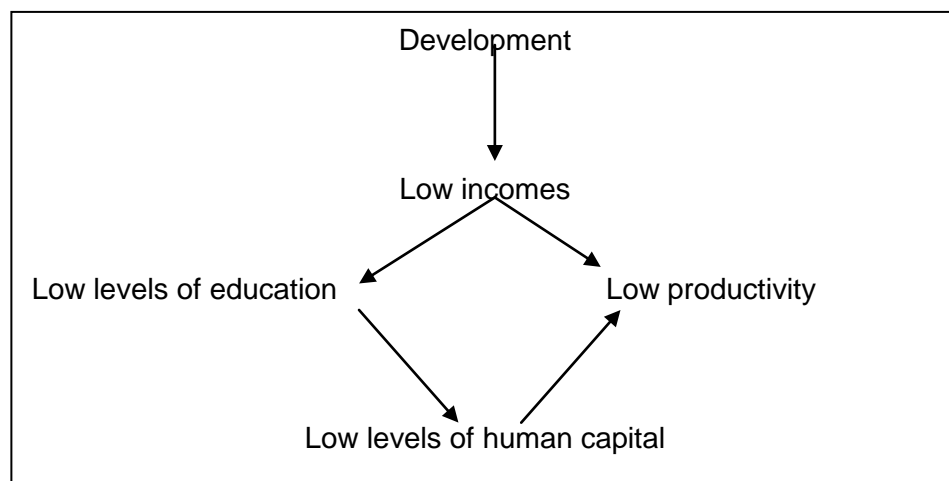 Development
Low incomes
Low levels of education
Low productivity
Low levels of human capital